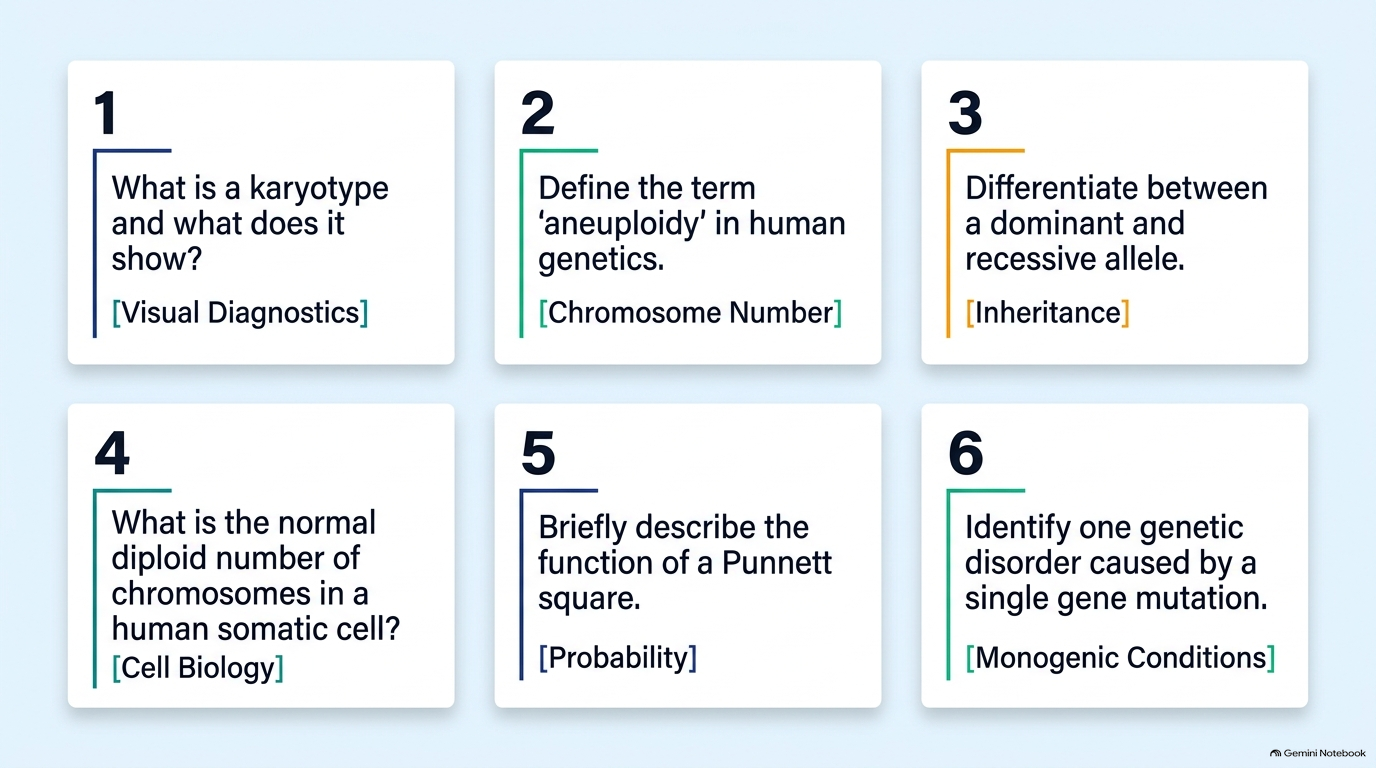 1
What is a karyotype
and what does it
show?
[Visual Diagnostics]
2
Define the term
‘aneuploidy’ in human
genetics.
[Chromosome Number]
3
Differentiate between
a dominant and
recessive allele.
[Inheritance]
4
What is the normal
diploid number of
chromosomes in a
human somatic cell?
[Cell Biology]
5
Briefly describe the
function of a Punnett
square.
[Probability]
6
Identify one genetic
disorder caused by a
single gene mutation.
[Monogenic Conditions]
Gemini Notebook